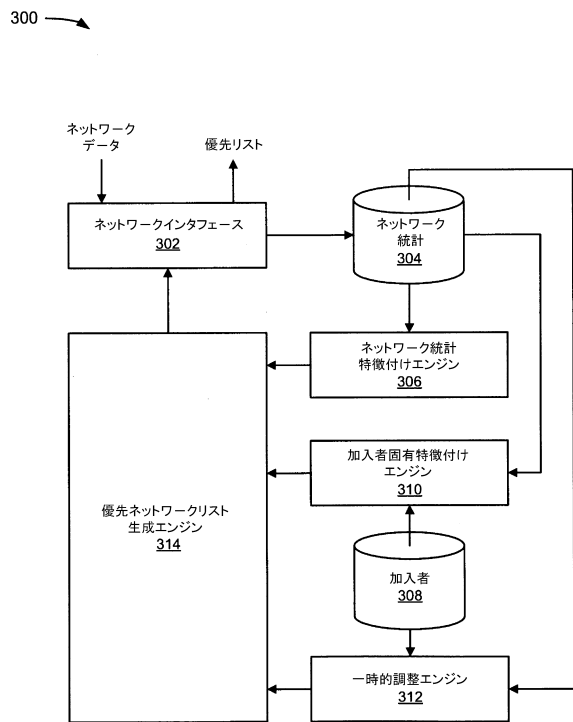 300
ネットワーク
データ
優先リスト
ネットワークインタフェース
302
ネットワーク
統計
304
ネットワーク統計
特徴付けエンジン
306
加入者固有特徴付け
エンジン
310
優先ネットワークリスト
生成エンジン
314
加入者
308
一時的調整エンジン
312